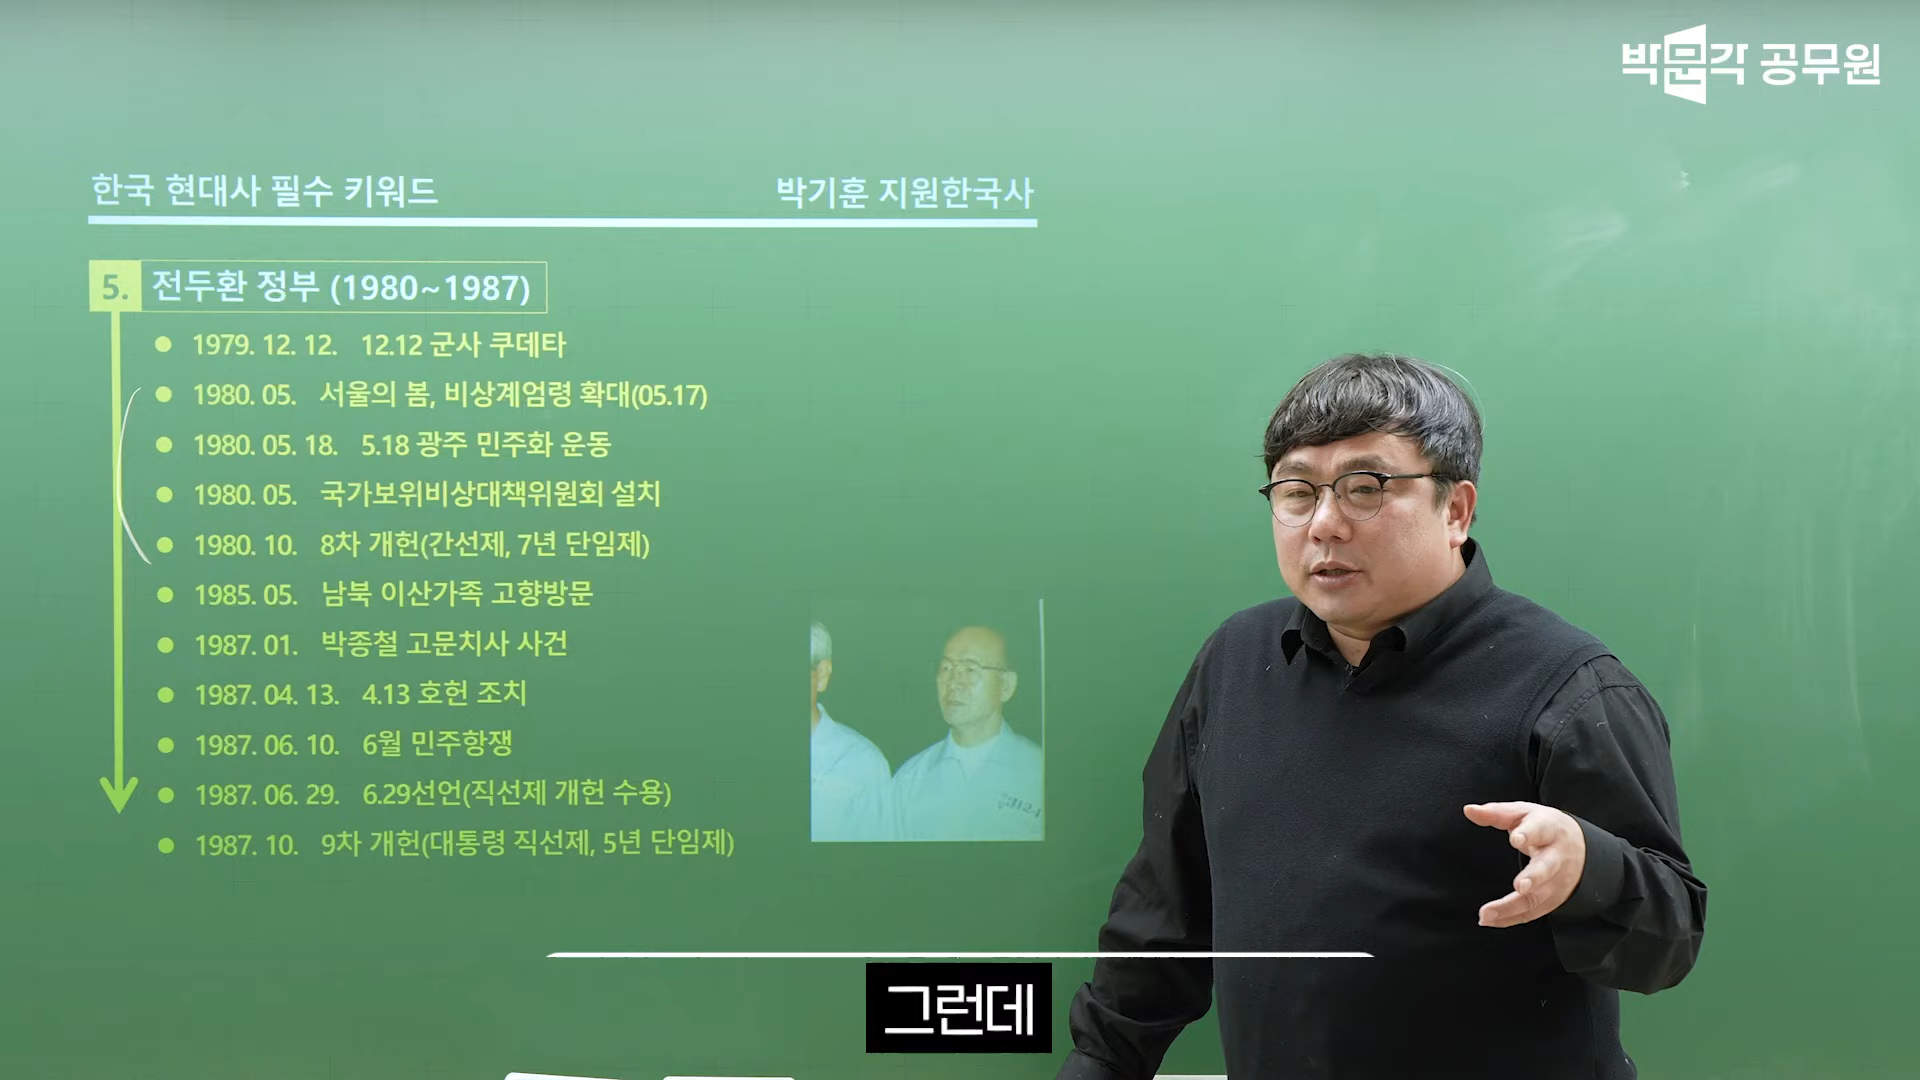 박문각 공무원
한국 현대사 필수 키워드
박기훈 지원한국사
5. 전두환 정부 (1980~1987)
1979. 12. 12. 12.12 군사 쿠데타
1980. 05. 서울의 봄, 비상계엄령 확대(05.17)
1980. 05. 18. 5.18 광주 민주화 운동
1980. 05. 국가보위비상대책위원회 설치
1980. 10. 8차 개헌(간선제, 7년 단임제)
1985. 05. 남북 이산가족 고향방문
1987. 01. 박종철 고문치사 사건
1987. 04. 13. 4.13 호헌 조치
1987. 06. 10. 6월 민주항쟁
1987. 06. 29. 6.29선언(직선제 개헌 수용)
1987. 10. 9차 개헌(대통령 직선제, 5년 단임제)
그런데